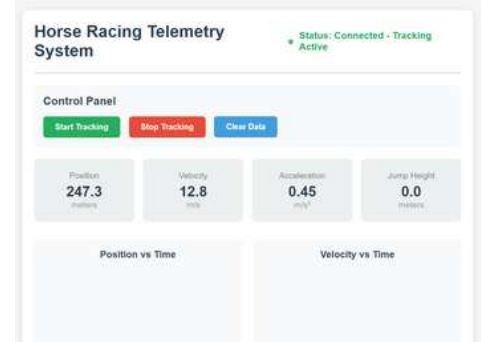 Horse Racing Telemetry
System
Status: Connected - Tracking
Active
Control Panel
Start Tracking
Stop Tracking
Clear Data
Position
Velocity
Acceleration
Jump Height
247.3
12.8
0.45
0.0
meters
m/s
m/s²
meters
Position vs Time
Velocity vs Time